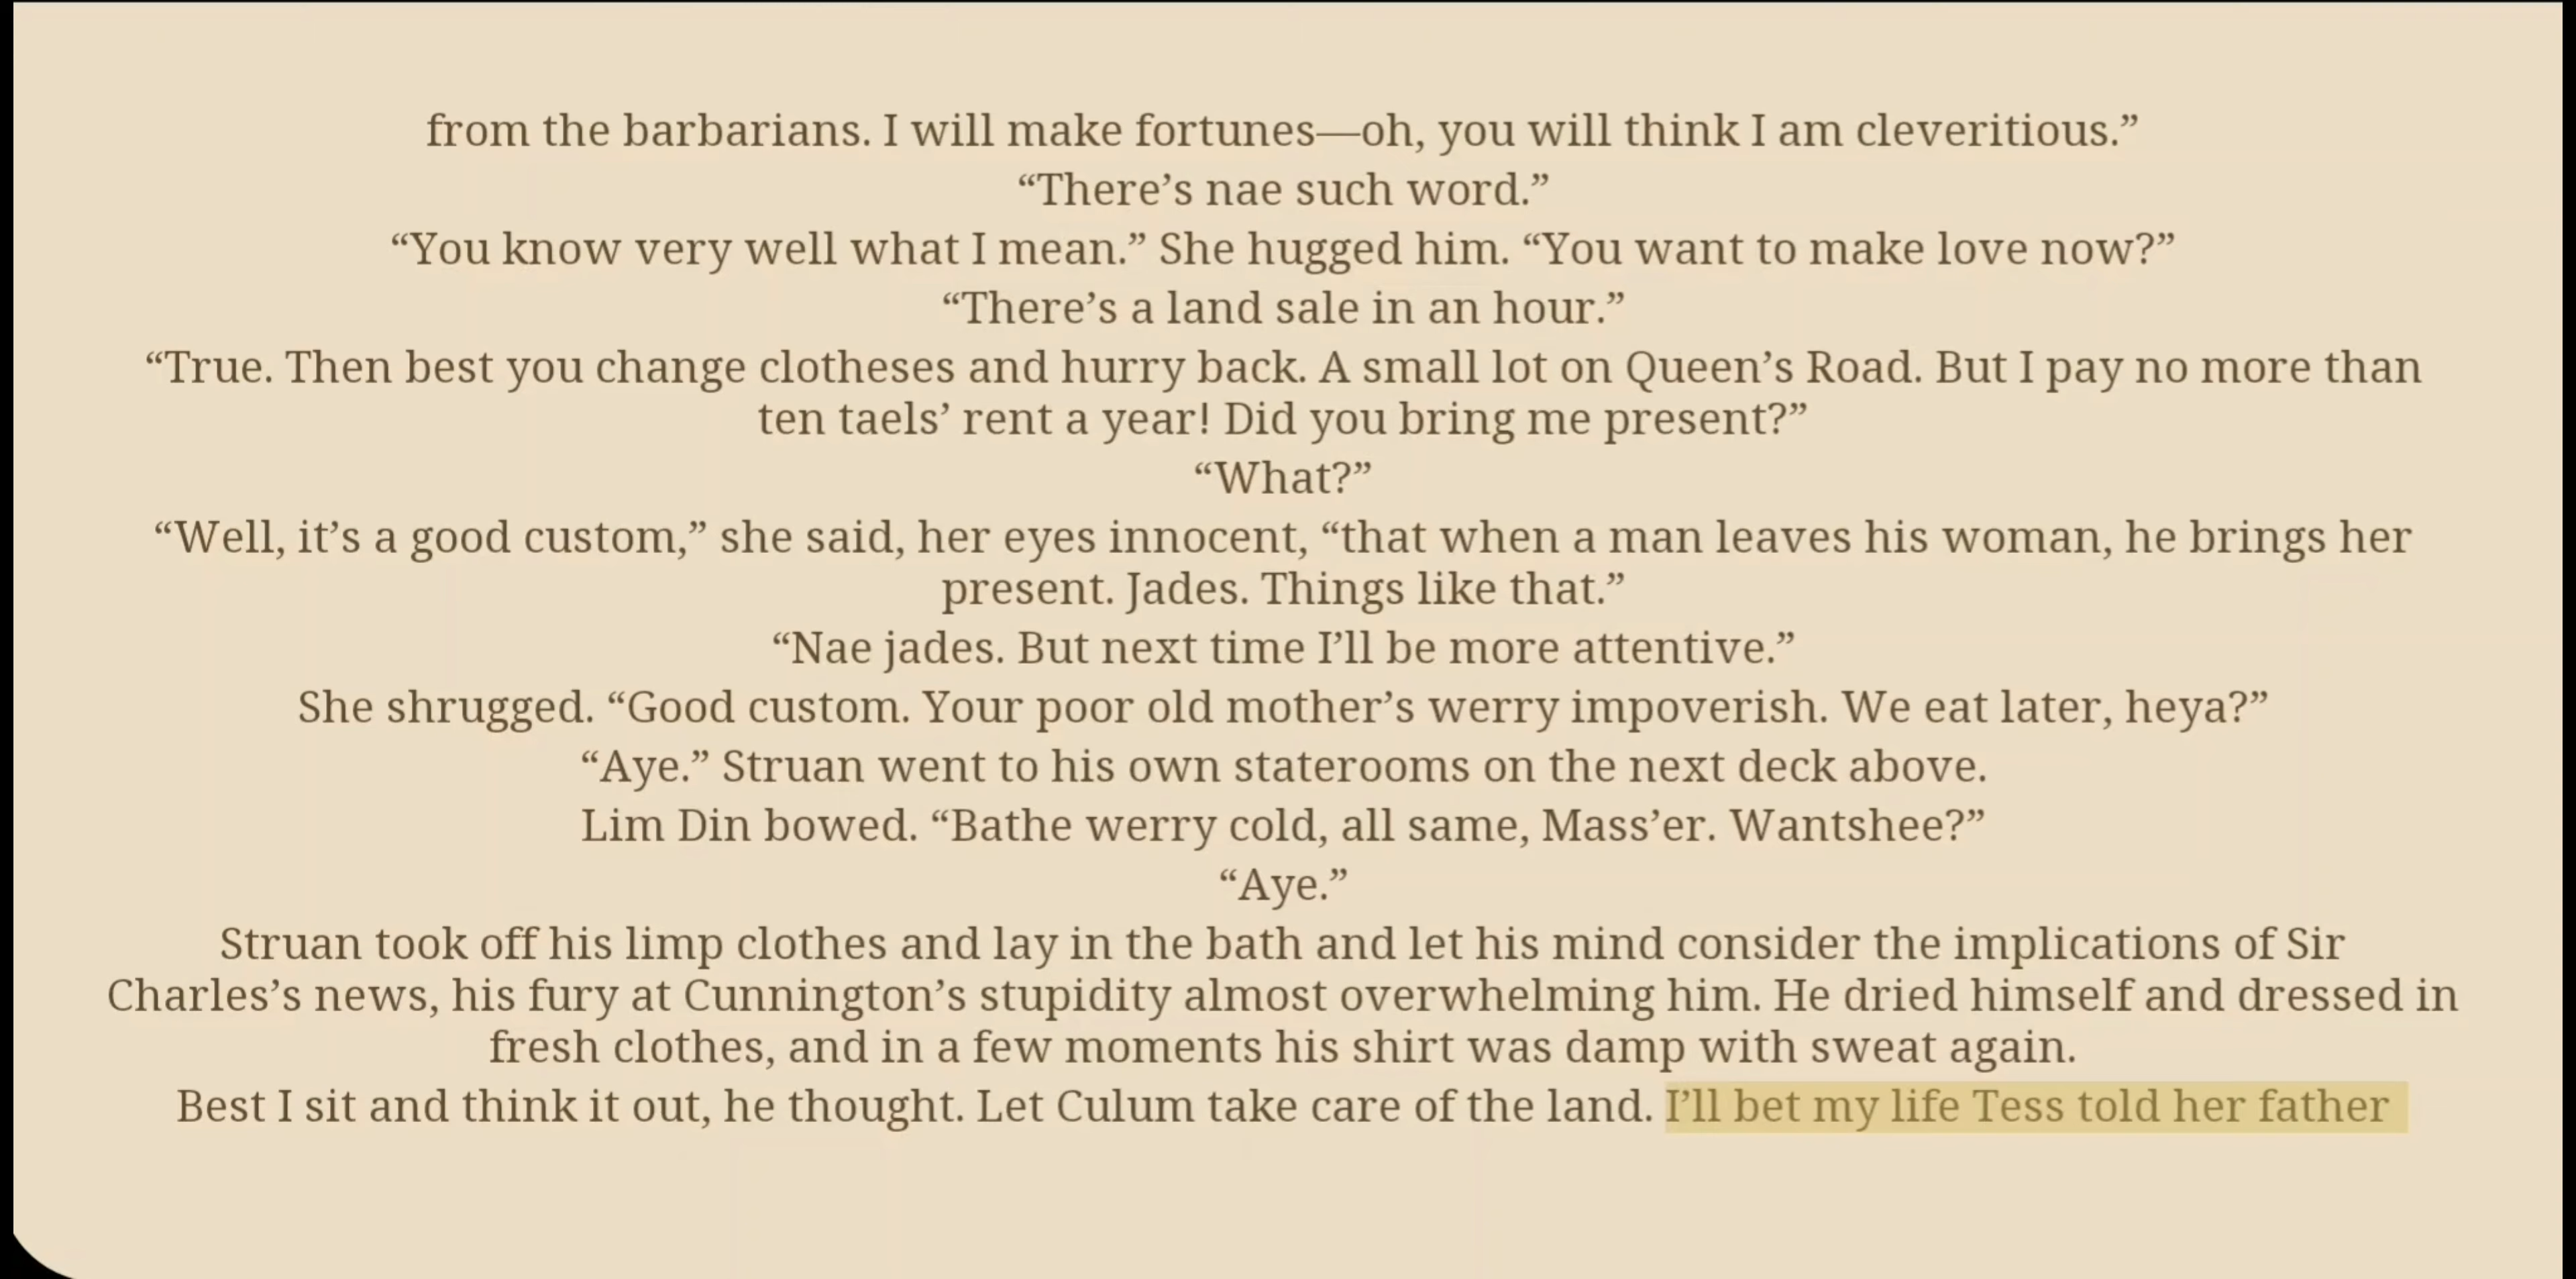 from the barbarians. I will make fortunes—oh, you will think I am cleveritious.”
“There’s nae such word.”
“You know very well what I mean.” She hugged him. “You want to make love now?”
“There’s a land sale in an hour.”
“True. Then best you change clotheses and hurry back. A small lot on Queen’s Road. But I pay no more than
ten taels’ rent a year! Did you bring me present?”
“What?”
“Well, it’s a good custom,” she said, her eyes innocent, “that when a man leaves his woman, he brings her
present. Jades. Things like that.”
“Nae jades. But next time I’ll be more attentive.”
She shrugged. “Good custom. Your poor old mother’s werry impoverish. We eat later, heya?”
“Aye.” Struan went to his own staterooms on the next deck above.
Lim Din bowed. “Bathe werry cold, all same, Mass’er. Wantshee?”
“Aye.”
Struan took off his limp clothes and lay in the bath and let his mind consider the implications of Sir
Charles’s news, his fury at Cunnington’s stupidity almost overwhelming him. He dried himself and dressed in
fresh clothes, and in a few moments his shirt was damp with sweat again.
Best I sit and think it out, he thought. Let Culum take care of the land. I’ll bet my life Tess told her father